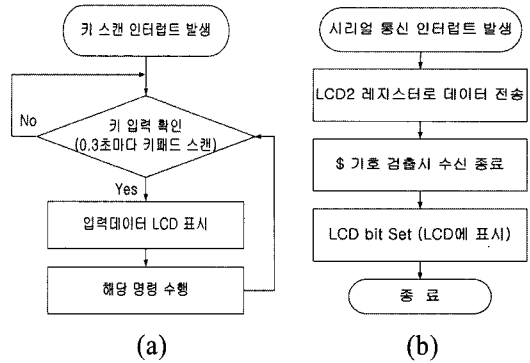 키 스캔 인터럽트 발생
No
키 입력 확인
(0.3초마다 키패드 스캔)
Yes
입력데이터 LCD 표시
해당 명령 수행
(a)
시리얼 통신 인터럽트 발생
LCD2 레지스터로 데이터 전송
$ 기호 검출시 수신 종료
LCD bit Set (LCD에 표시)
종 료
(b)